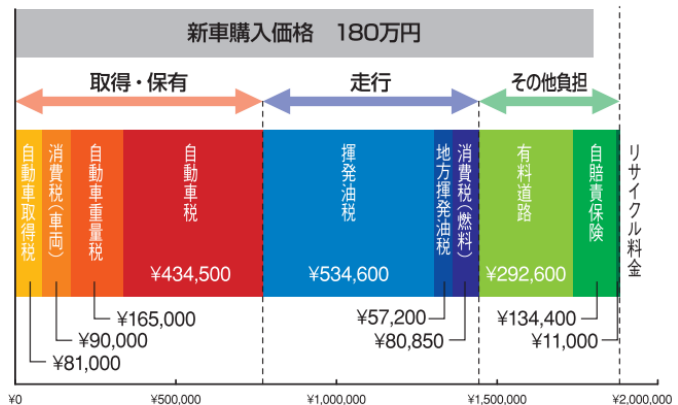 新車購入価格 180万円
取得・保有
走行
その他負担
自動車取得税
消費税(車両)
自動車重量税
自動車税
揮発油税
地方揮発油税
消費税(燃料)
有料道路
自賠責保険
リサイクル料金
¥434,500
¥534,600
¥292,600
¥165,000
¥90,000
¥81,000
¥57,200
¥80,850
¥134,400
¥11,000
¥0
¥500,000
¥1,000,000
¥1,500,000
¥2,000,000